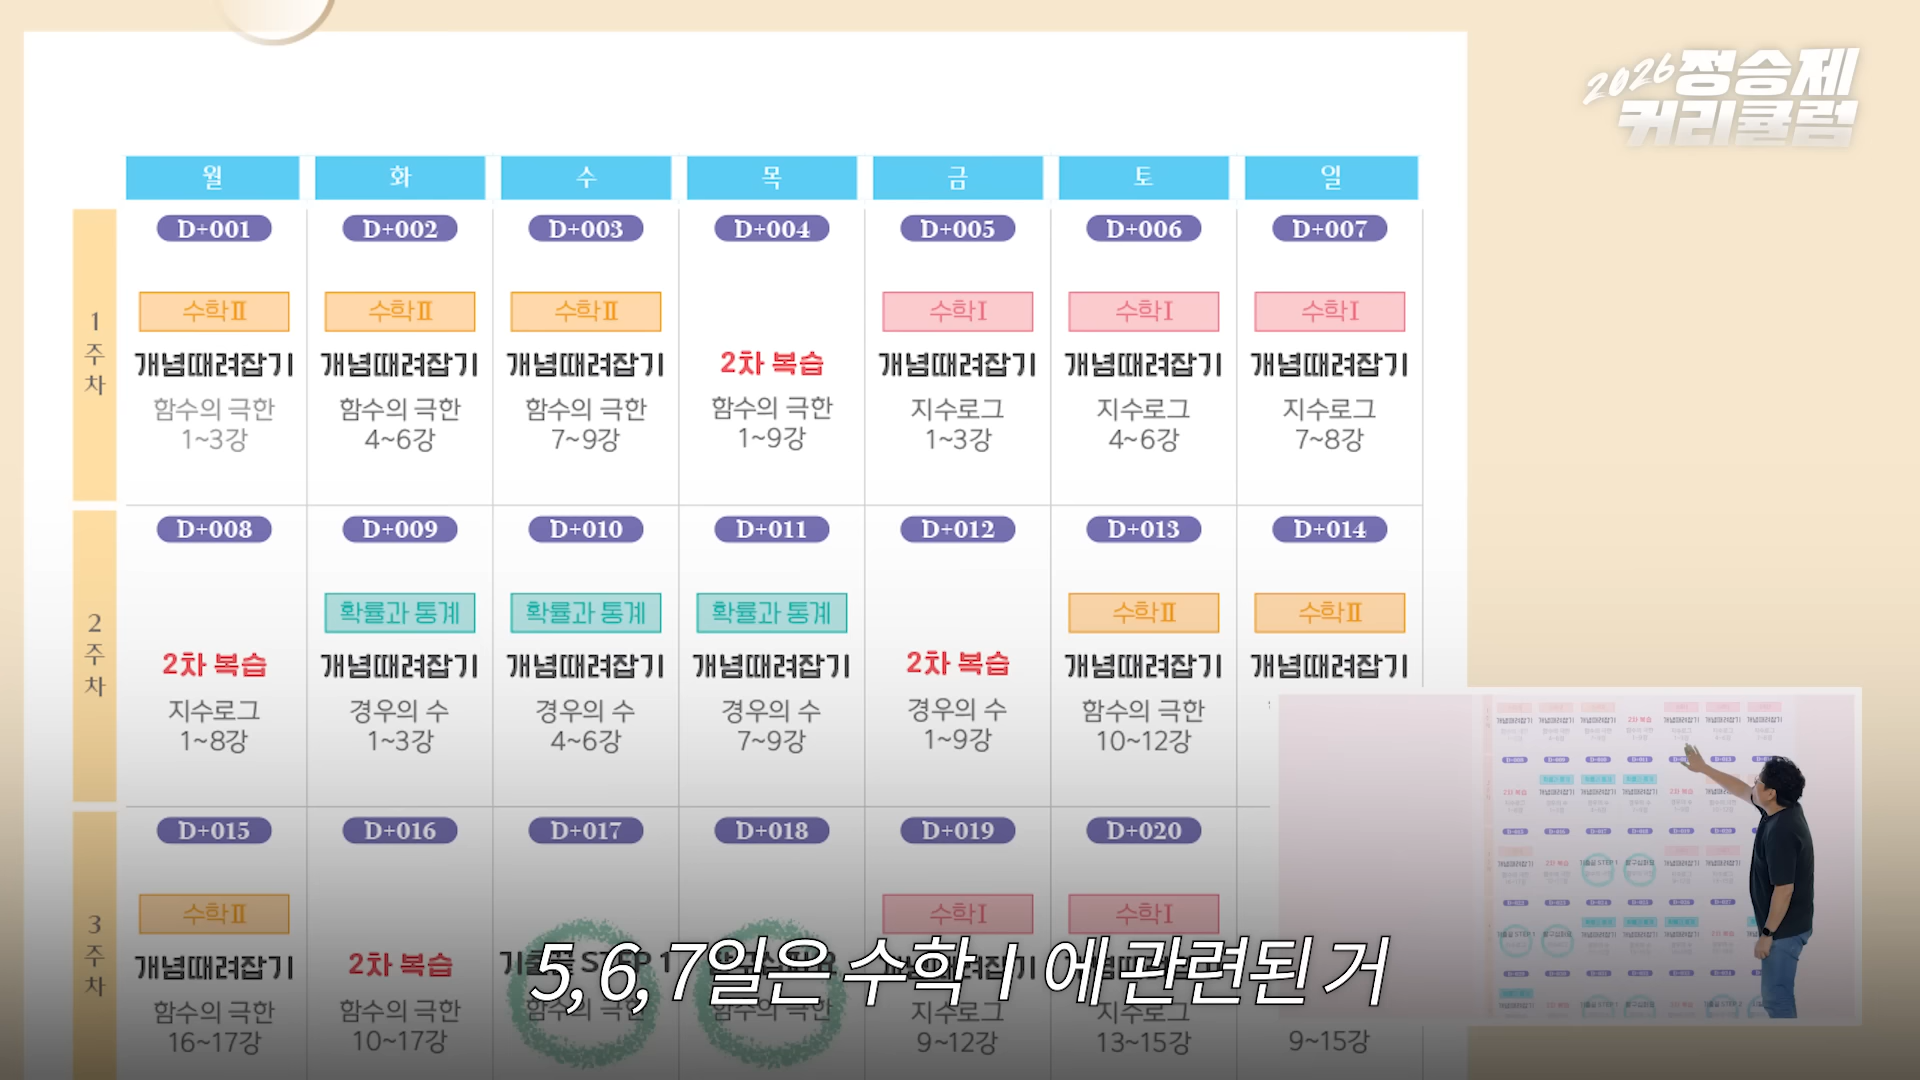 2026 정승제
커리큘럼
월 화 수 목 금 토 일
1주차
D+001 D+002 D+003 D+004 D+005 D+006 D+007
수학Ⅱ 수학Ⅱ 수학Ⅱ 수학Ⅰ 수학Ⅰ 수학Ⅰ
개념때려잡기 개념때려잡기 개념때려잡기 2차 복습 개념때려잡기 개념때려잡기 개념때려잡기
함수의 극한 함수의 극한 함수의 극한 함수의 극한 지수로그 지수로그 지수로그
1~3강 4~6강 7~9강 1~9강 1~3강 4~6강 7~8강
2주차
D+008 D+009 D+010 D+011 D+012 D+013 D+014
확률과 통계 확률과 통계 확률과 통계 수학Ⅱ 수학Ⅱ
2차 복습 개념때려잡기 개념때려잡기 개념때려잡기 2차 복습 개념때려잡기 개념때려잡기
지수로그 경우의 수 경우의 수 경우의 수 경우의 수 함수의 극한
1~8강 1~3강 4~6강 7~9강 1~9강 10~12강
3주차
D+015 D+016 D+017 D+018 D+019 D+020
수학Ⅱ 수학Ⅰ 수학Ⅰ
개념때려잡기 2차 복습
함수의 극한 함수의 극한 함수의 극한 함수의 극한 지수로그 지수로그
16~17강 10~17강 9~12강 13~15강 9~15강
5, 6, 7일은 수학Ⅰ에 관련된 거